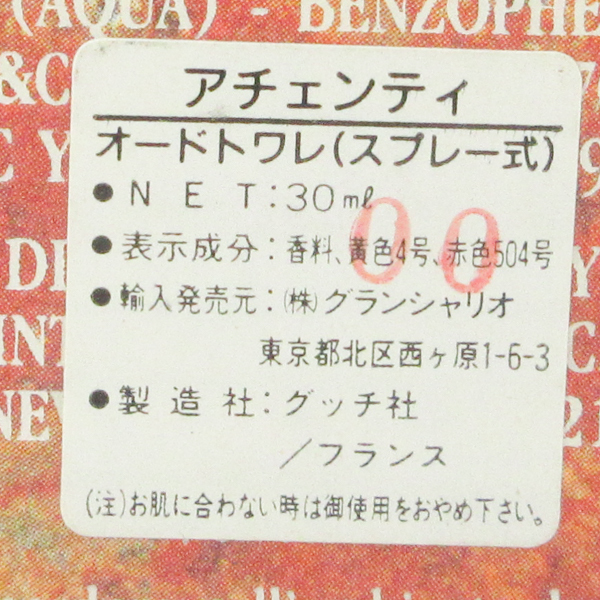 (AQUA) - BENZOPHE
アチェンティ
オードトワレ(スプレー式)
●NET:30ml
●表示成分:香料、黄色4号、赤色504号
00
●輸入発売元:(株)グランシャリオ
東京都北区西ヶ原1-6-3
●製造社:グッチ社
/フランス
(注)お肌に合わない時は御使用をおやめ下さい。